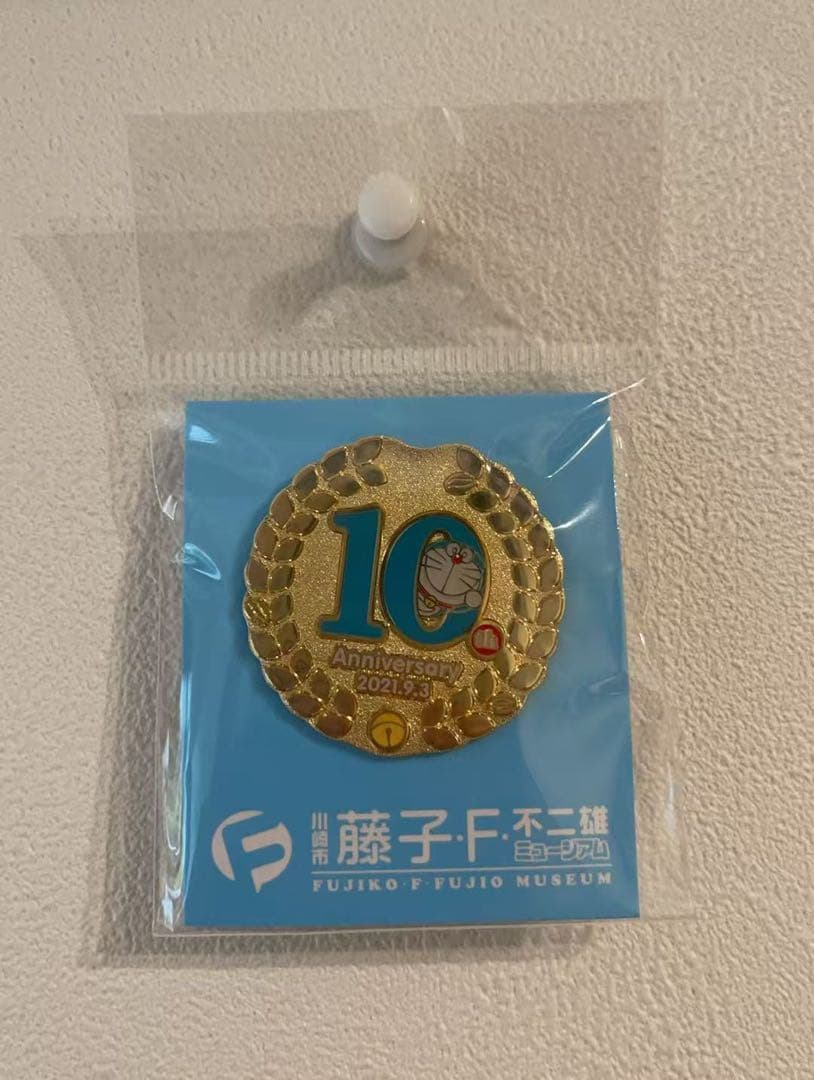 10
Anniversary
2021.9.3
川崎市
藤子・F・不二雄
ミュージアム
FUJIKO・F・FUJIO MUSEUM